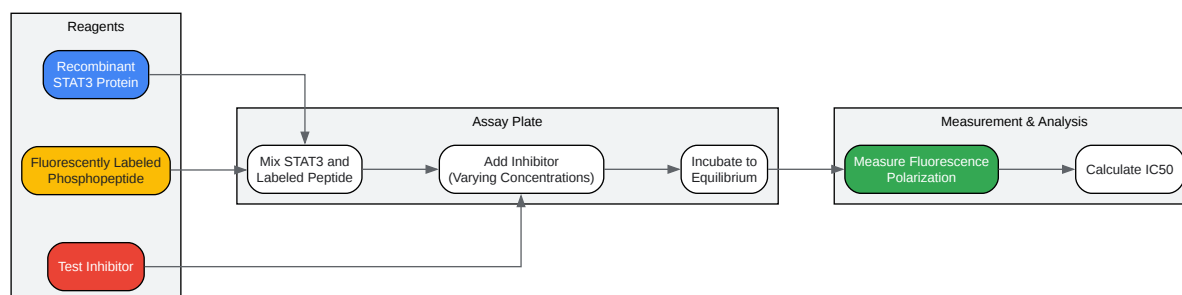 Reagents
Recombinant
STAT3 Protein
Fluorescently Labeled
Phosphopeptide
Test Inhibitor
Assay Plate
Mix STAT3 and
Labeled Peptide
Add Inhibitor
(Varying Concentrations)
Incubate to
Equilibrium
Measurement & Analysis
Measure Fluorescence
Polarization
Calculate IC50